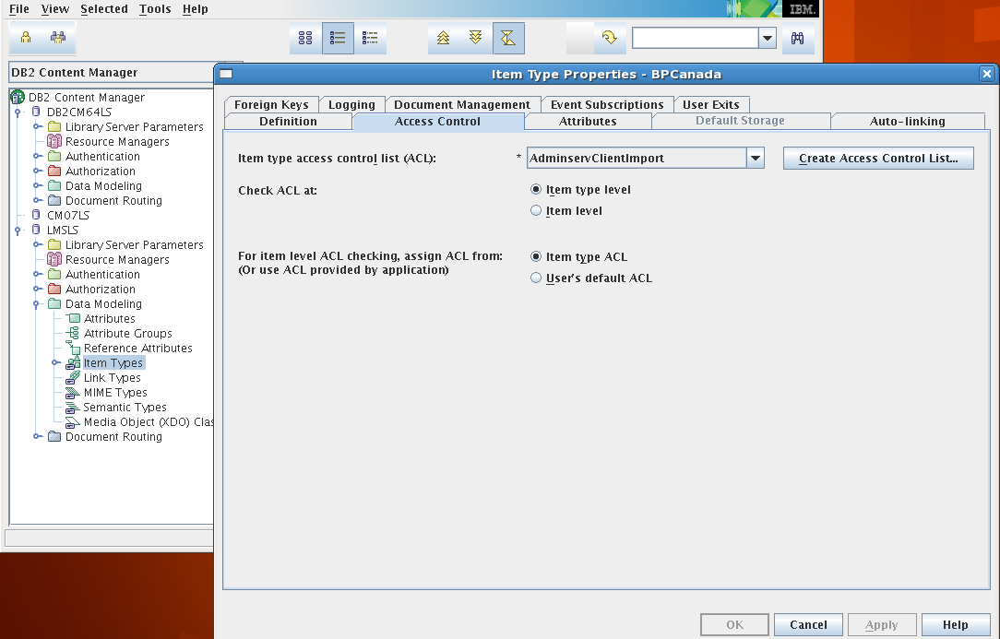 File View Selected Tools Help
IBM.
DB2 Content Manager
DB2 Content Manager
DB2CM64LS
Library Server Parameters
Resource Managers
Authentication
Authorization
Data Modeling
Document Routing
CM07LS
LMSLS
Library Server Parameters
Resource Managers
Authentication
Authorization
Data Modeling
Attributes
Attribute Groups
Reference Attributes
Item Types
Link Types
MIME Types
Semantic Types
Media Object (XDO) Clas
Document Routing
Item Type Properties - BPCanada
Foreign Keys Logging Document Management Event Subscriptions User Exits
Definition Access Control Attributes Default Storage Auto-linking
Item type access control list (ACL): * AdminservClientImport Create Access Control List...
Check ACL at: Item type level
Item level
For item level ACL checking, assign ACL from: Item type ACL
(Or use ACL provided by application) User's default ACL
OK Cancel Apply Help